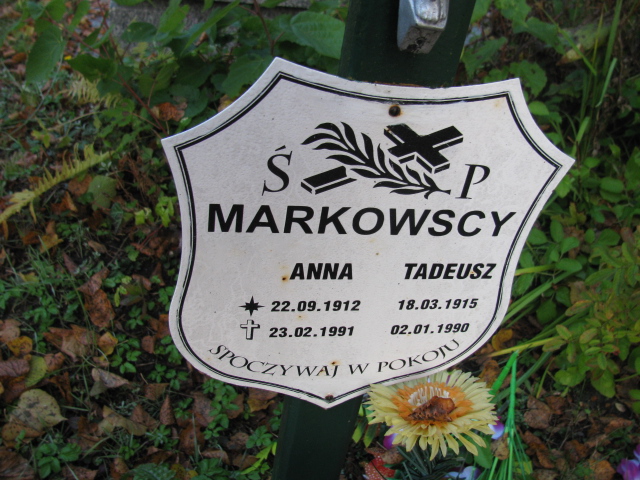 Ś P
MARKOWSCY
ANNA TADEUSZ
22.09.1912 18.03.1915
23.02.1991 02.01.1990
SPOCZYWAJ W POKOJU